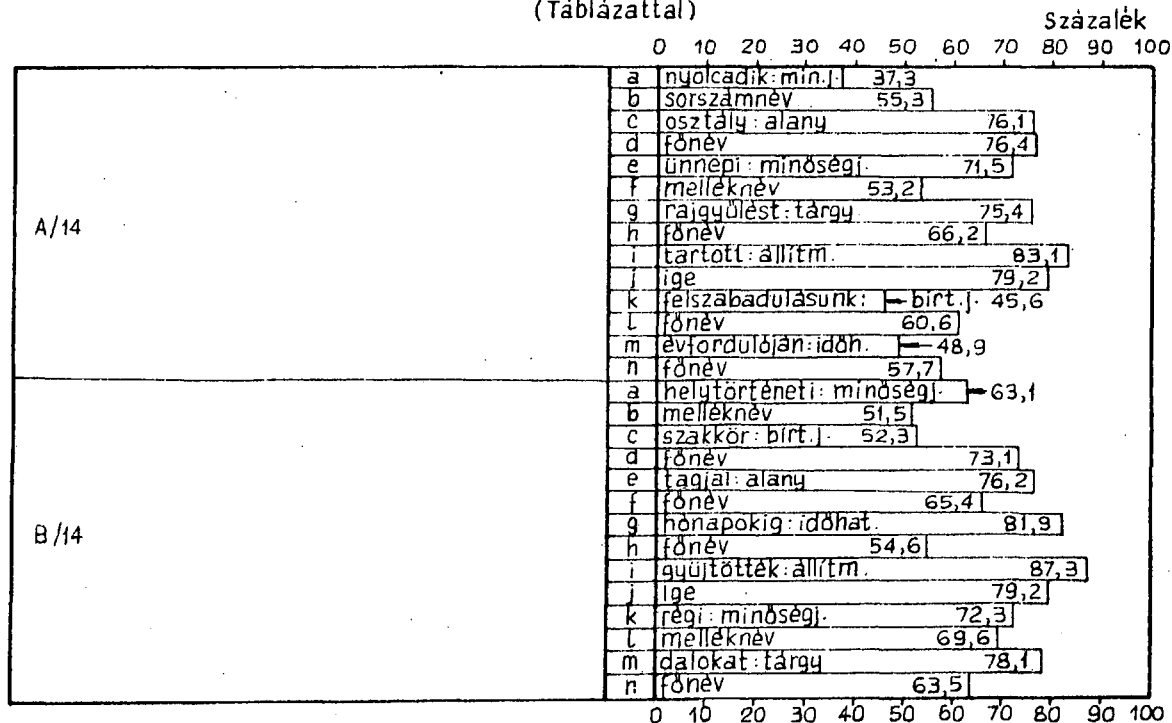 (Táblázattal)
Százalék
0 10 20 30 40 50 60 70 80 90 100
A/14
a nyolcadik: min.j. 37,3
b sorszámnév 55,3
c osztály: alany 76,1
d főnév 76,4
e ünnepi: minőségj. 71,5
f melléknév 53,2
g rajgyűlést: tárgy 75,4
h főnév 66,2
i tartott: állítm. 83,1
j ige 79,2
k felszabadulásunk: birt.j. 45,6
l főnév 60,6
m évfordulóján: időh. 48,9
n főnév 57,7
B/14
a helytörténeti: minőségj. 63,1
b melléknév 51,5
c szakkör: birt.j. 52,3
d főnév 73,1
e tagjai: alany 76,2
f főnév 65,4
g hónapokig: időhat. 81,9
h főnév 54,6
i gyűjtötték: állítm. 87,3
j ige 79,2
k régi: minőségj. 72,3
l melléknév 69,6
m dalokat: tárgy 78,1
n főnév 63,5
0 10 20 30 40 50 60 70 80 90 100